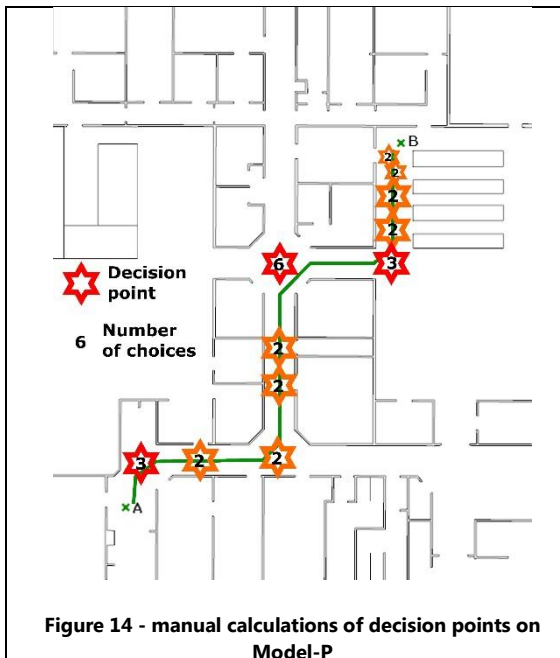 2
B
2
2
2
6
3
Decision
point
6 Number
of choices
2
2
3
2
2
A
Figure 14 - manual calculations of decision points on
Model-P